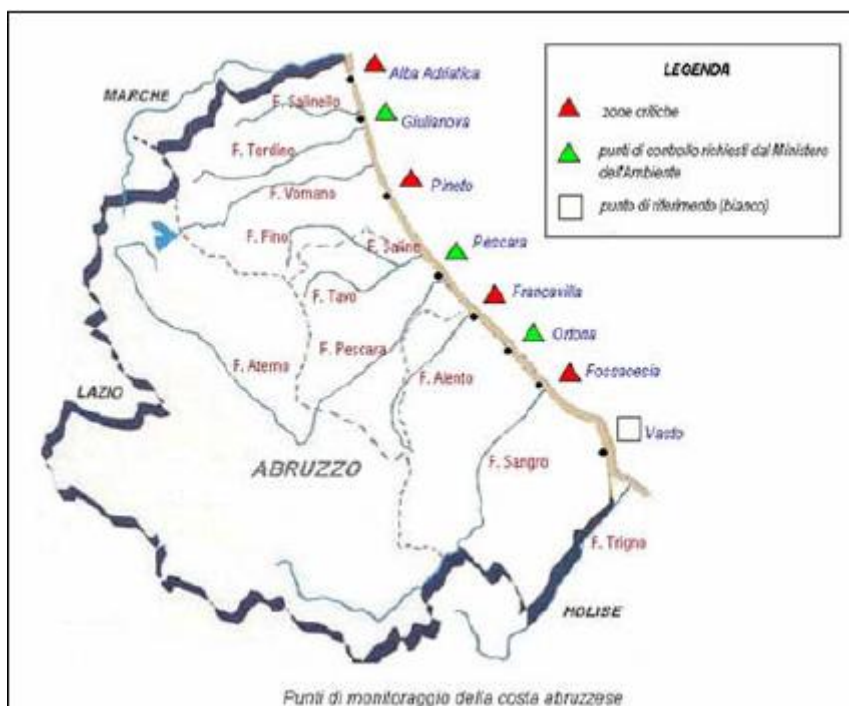 LEGENDA
zone critiche
punti di controllo richiesti dal Ministero
dell'Ambiente
punto di riferimento (bianco)
Alba Adriatica
MARCHE
F. Salinello
Giulianova
F. Tordino
F. Vomano
Pineto
F. Fino
F. Saline
Pescara
F. Tavo
Francavilla
F. Aterno
F. Pescara
Ortona
F. Alento
Fossacesia
LAZIO
Vasto
ABRUZZO
F. Sangro
F. Trigno
MOLISE
Punti di monitoraggio della costa abruzzese